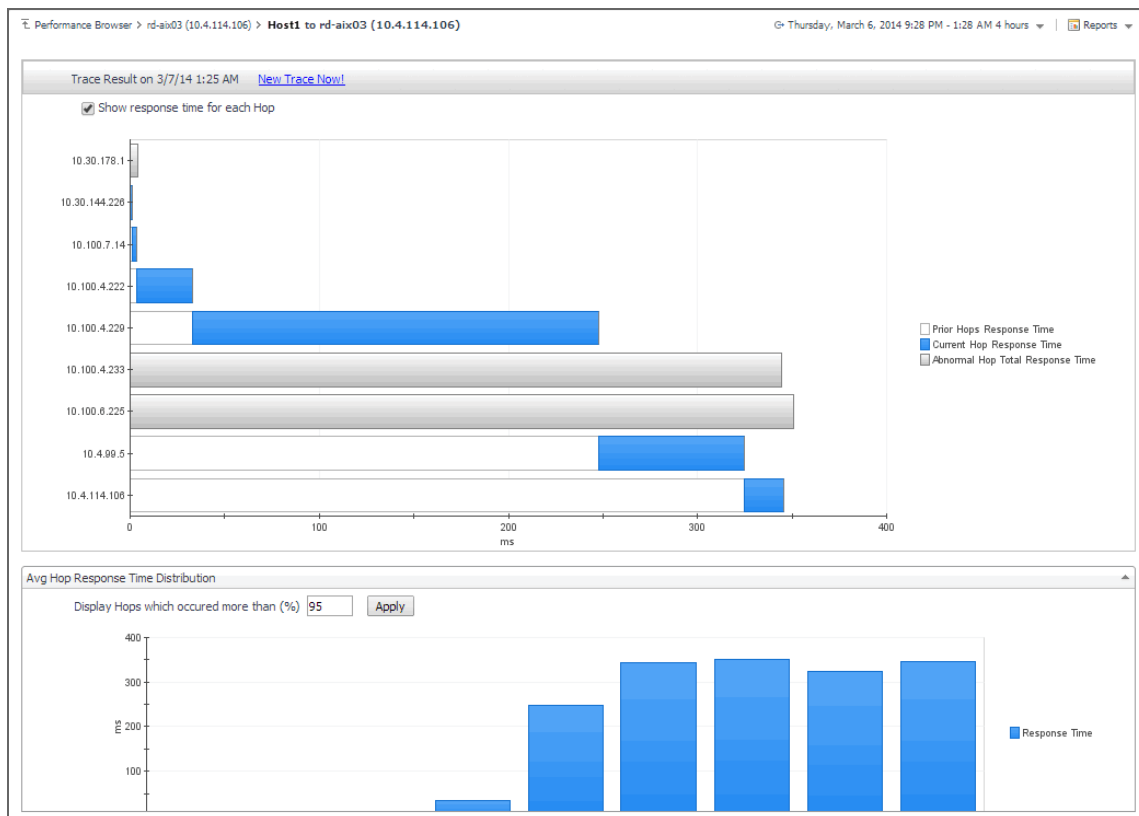 Performance Browser > rd-aix03 (10.4.114.106) > Host1 to rd-aix03 (10.4.114.106)
Thursday, March 6, 2014 9:28 PM - 1:28 AM 4 hours | Reports
Trace Result on 3/7/14 1:25 AM New Trace Now!
Show response time for each Hop
10.30.178.1
10.30.144.226
10.100.7.14
10.100.4.222
10.100.4.229
10.100.4.233
10.100.6.225
10.4.99.5
10.4.114.106
0 100 200 300 400
ms
Prior Hops Response Time
Current Hop Response Time
Abnormal Hop Total Response Time
Avg Hop Response Time Distribution
Display Hops which occured more than (%) 95 Apply
400
300
200
100
ms
Response Time